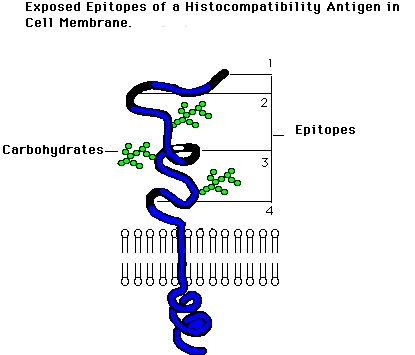 Exposed Epitopes of a Histocompatibility Antigen in
Cell Membrane.
1
2
Epitopes
Carbohydrates
3
4